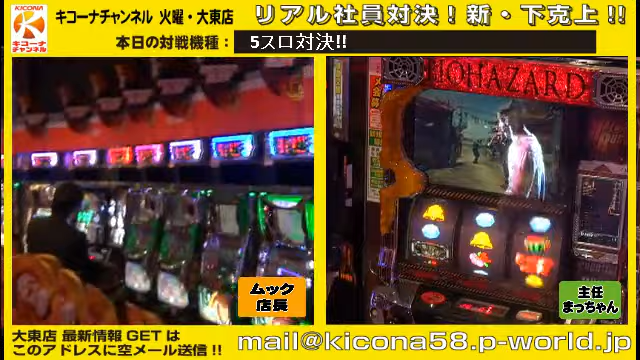 KICONA
キコーナ
チャンネル
キコーナチャンネル 火曜・大東店
リアル社員対決!新・下克上!!
本日の対戦機種:
5スロ対決!!
BIOHAZARD
ムック
店長
主任
まっちゃん
大東店 最新情報 GET は
このアドレスに空メール送信!!
mail@kicona58.p-world.jp